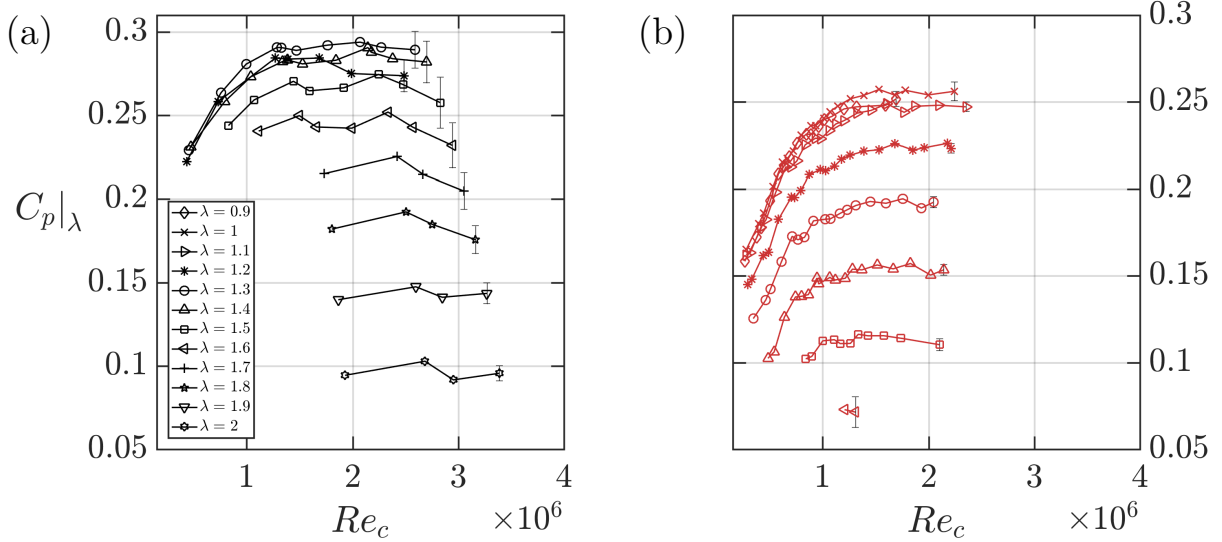 (a)
0.3
0.25
0.2
C_p|_λ
0.15
0.1
0.05
λ = 0.9
λ = 1
λ = 1.1
λ = 1.2
λ = 1.3
λ = 1.4
λ = 1.5
λ = 1.6
λ = 1.7
λ = 1.8
λ = 1.9
λ = 2
1 2 3 4
Re_c ×10^6
(b)
0.3
0.25
0.2
0.15
0.1
0.05
1 2 3 4
Re_c ×10^6